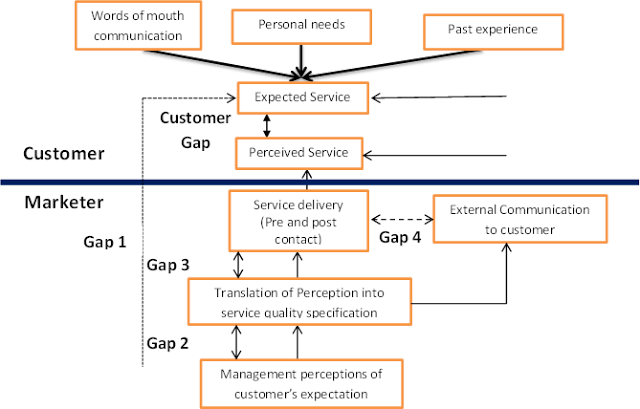 Words of mouth
communication
Personal needs
Past experience
Expected Service
Customer
Gap
Perceived Service
Customer
Marketer
Service delivery
(Pre and post
contact)
External Communication
to customer
Gap 1
Gap 4
Gap 3
Translation of Perception into
service quality specification
Gap 2
Management perceptions of
customer's expectation